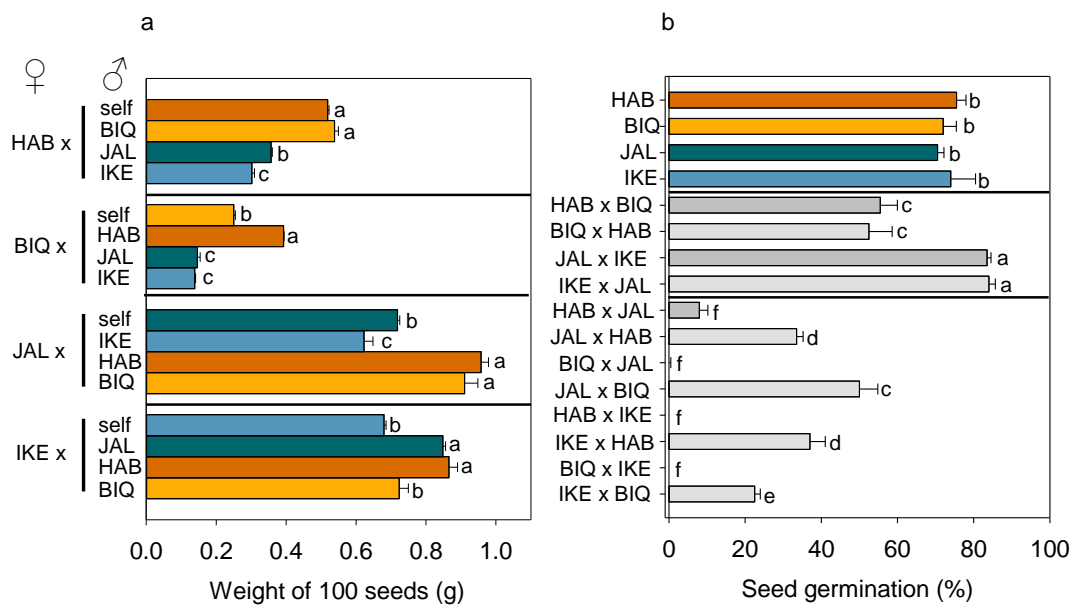 a
♀ ♂
HAB x
self a
BIQ a
JAL b
IKE c
BIQ x
self b
HAB a
JAL c
IKE c
JAL x
self b
IKE c
HAB a
BIQ a
IKE x
self b
JAL a
HAB a
BIQ b
0.0 0.2 0.4 0.6 0.8 1.0
Weight of 100 seeds (g)
b
HAB b
BIQ b
JAL b
IKE b
HAB x BIQ c
BIQ x HAB c
JAL x IKE a
IKE x JAL a
HAB x JAL f
JAL x HAB d
BIQ x JAL f
JAL x BIQ c
HAB x IKE f
IKE x HAB d
BIQ x IKE f
IKE x BIQ e
0 20 40 60 80 100
Seed germination (%)